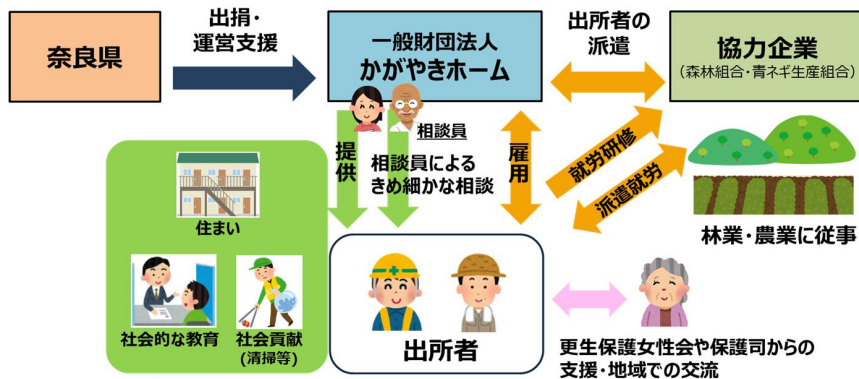 奈良県
出捐・
運営支援
一般財団法人
かがやきホーム
出所者の
派遣
協力企業
(森林組合・青ネギ生産組合)
相談員
提供
相談員による
きめ細かな相談
雇用
就労研修
派遣就労
林業・農業に従事
住まい
社会的な教育
社会貢献
(清掃等)
出所者
更生保護女性会や保護司からの
支援・地域での交流